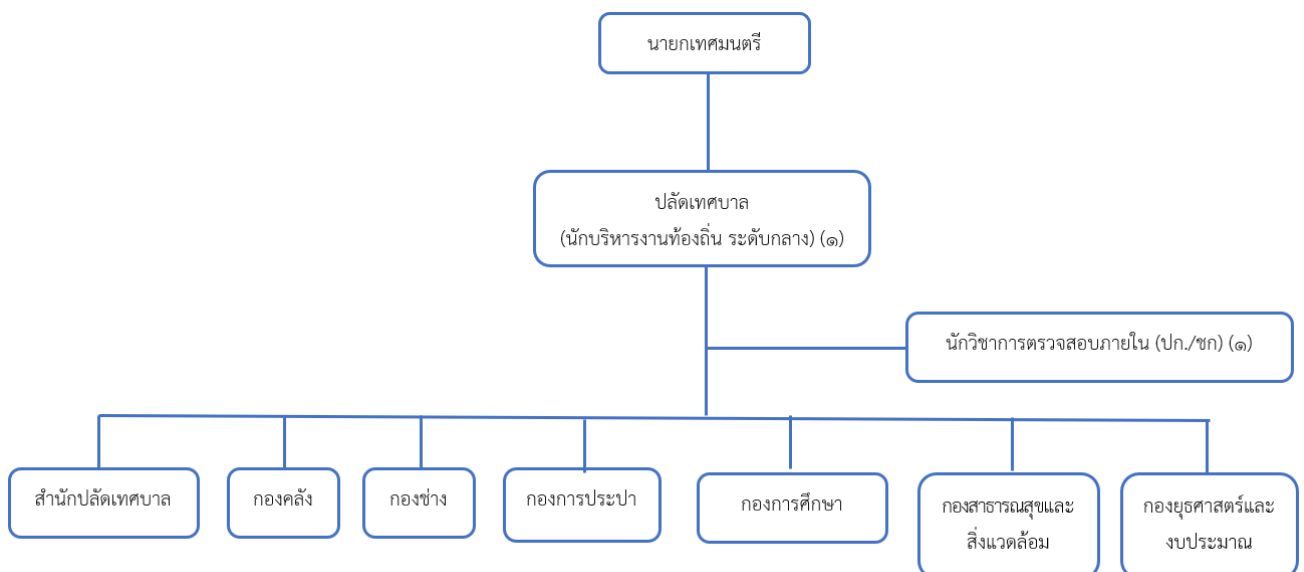 นายกเทศมนตรี
ปลัดเทศบาล
(นักบริหารงานท้องถิ่น ระดับกลาง) (๑)
นักวิชาการตรวจสอบภายใน (ปก./ชก) (๑)
สำนักปลัดเทศบาล
กองคลัง
กองช่าง
กองการประปา
กองการศึกษา
กองสาธารณสุขและ
สิ่งแวดล้อม
กองยุธศาสตร์และ
งบประมาณ